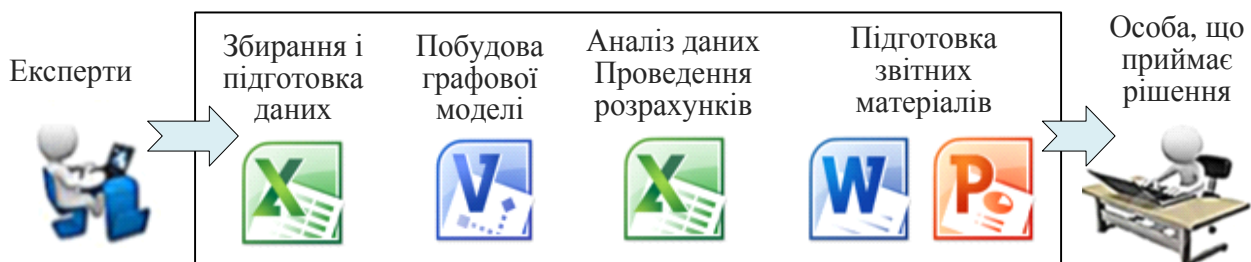 Експерти
Збирання і
підготовка
даних
Побудова
графової
моделі
Аналіз даних
Проведення
розрахунків
Підготовка
звітних
матеріалів
Особа, що
приймає
рішення
X
V
X
W
P